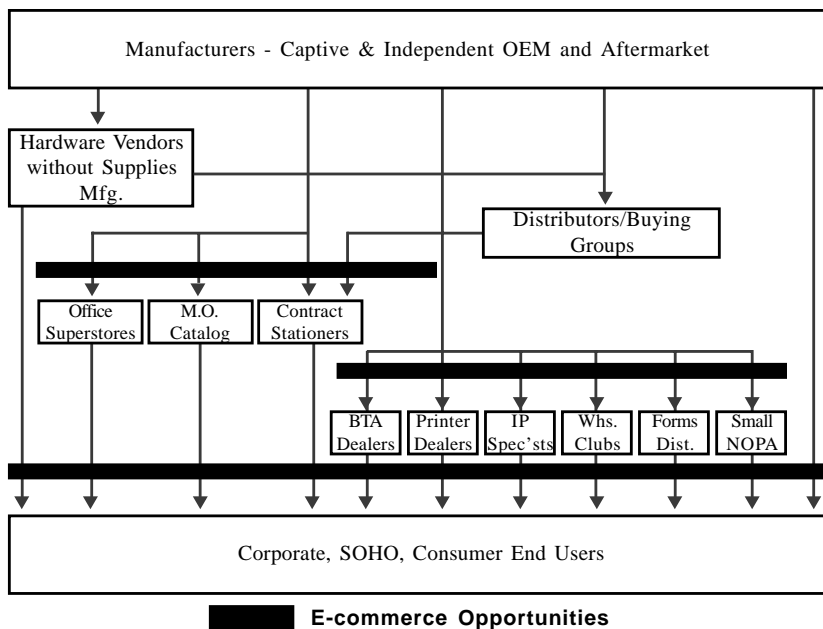 Manufacturers - Captive & Independent OEM and Aftermarket
Hardware Vendors
without Supplies
Mfg.
Distributors/Buying
Groups
Office
Superstores
M.O.
Catalog
Contract
Stationers
BTA
Dealers
Printer
Dealers
IP
Spec'sts
Whs.
Clubs
Forms
Dist.
Small
NOPA
Corporate, SOHO, Consumer End Users
E-commerce Opportunities